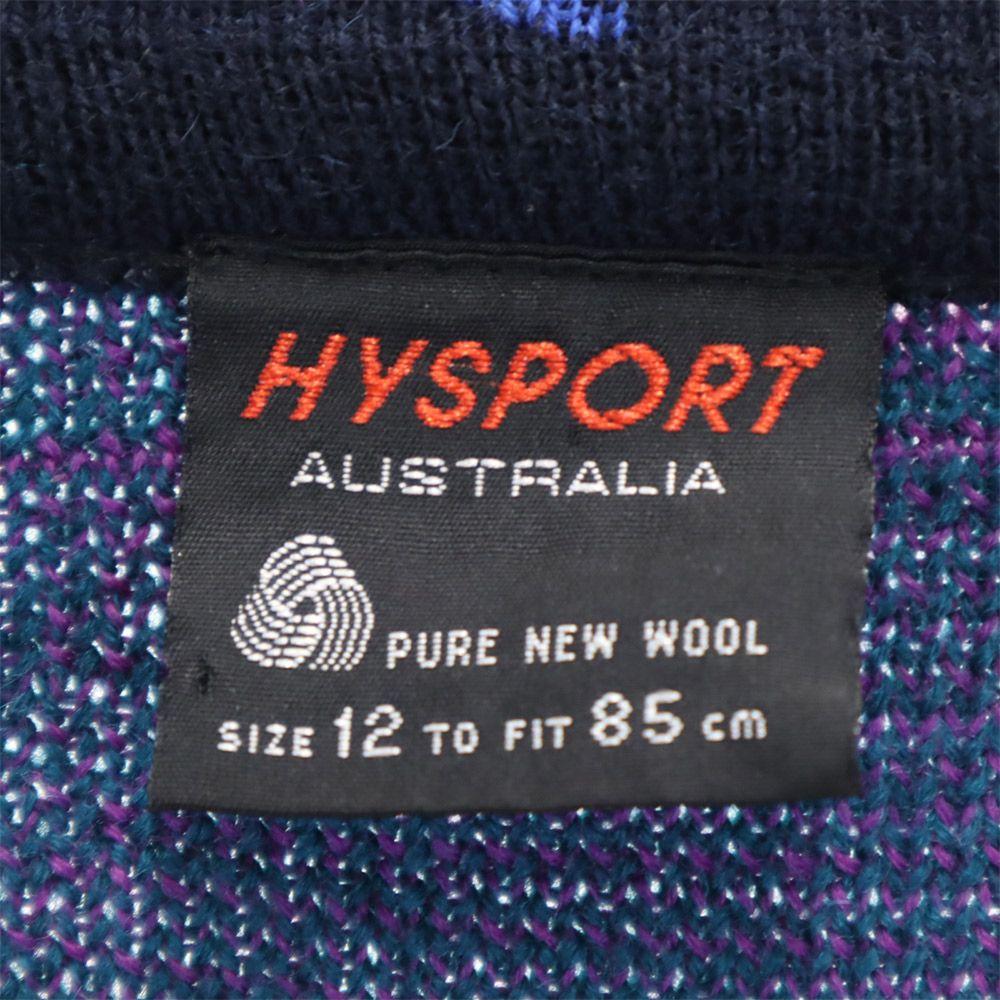 HYSPORT
AUSTRALIA
PURE NEW WOOL
SIZE 12 TO FIT 85 cm